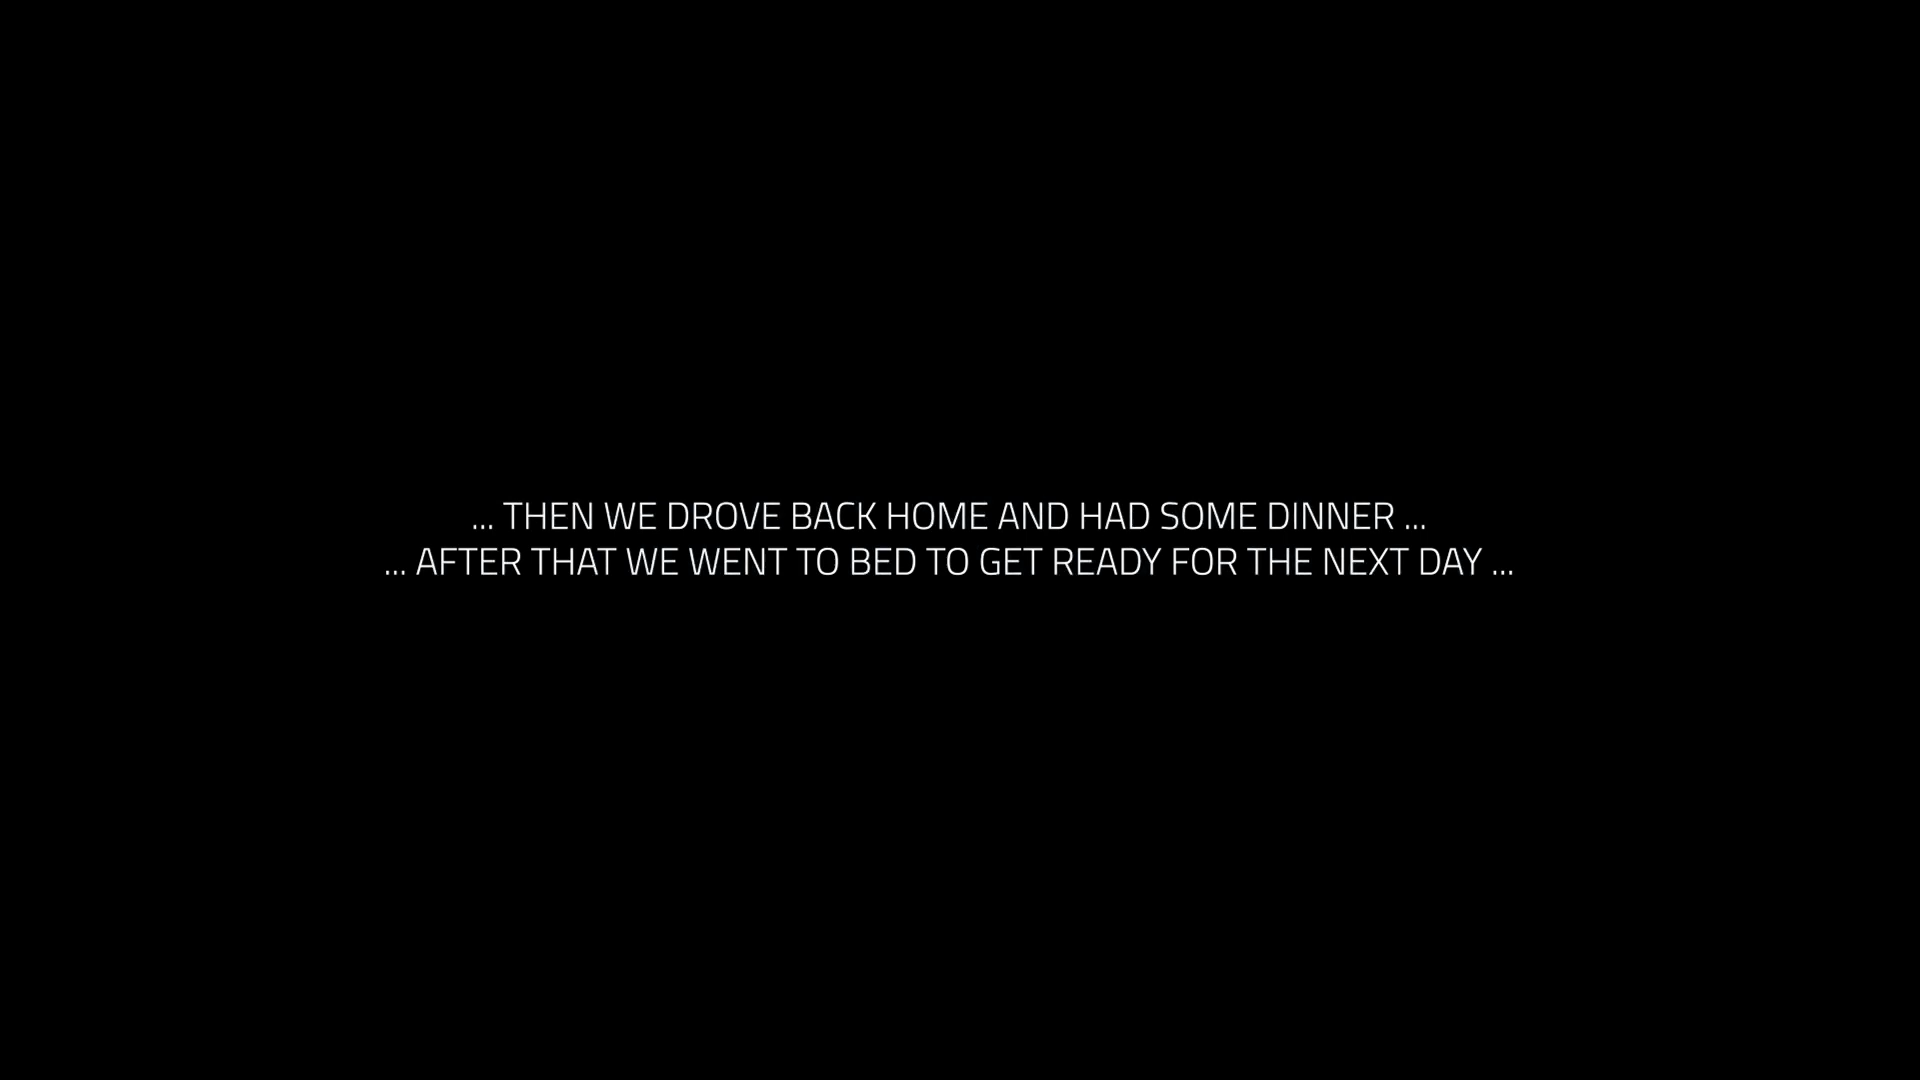 ... THEN WE DROVE BACK HOME AND HAD SOME DINNER ...
... AFTER THAT WE WENT TO BED TO GET READY FOR THE NEXT DAY ...